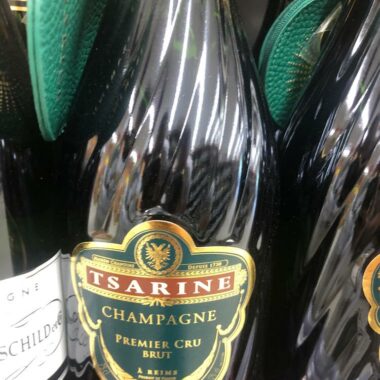 Depuis 1730
TSARINE
CHAMPAGNE
PREMIER CRU
BRUT
À REIMS
GNE
SCHILD